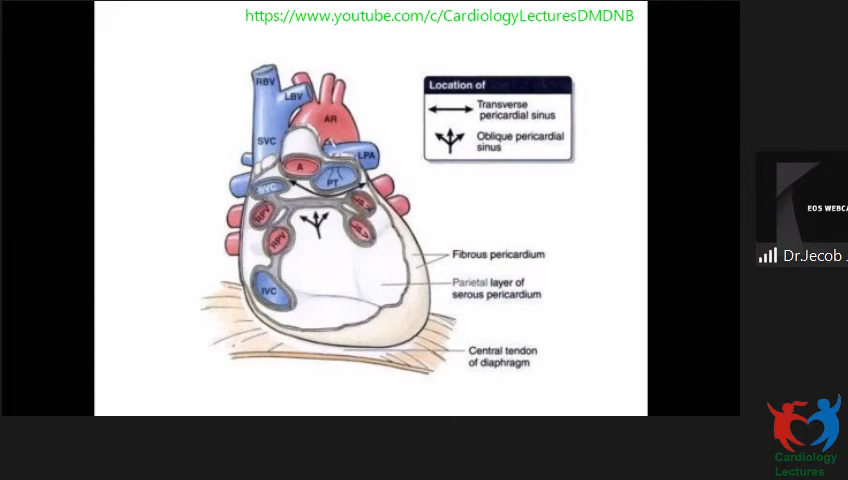 https://www.youtube.com/c/CardiologyLecturesDMDNB
RBV
LBV
AR
SVC
LPA
A
SVC
PT
RPV
RPV
IVC
Location of
Transverse
pericardial sinus
Oblique pericardial
sinus
Fibrous pericardium
Parietal layer of
serous pericardium
Central tendon
of diaphragm
EOS WEBCA
Dr.Jecob
Cardiology
Lectures